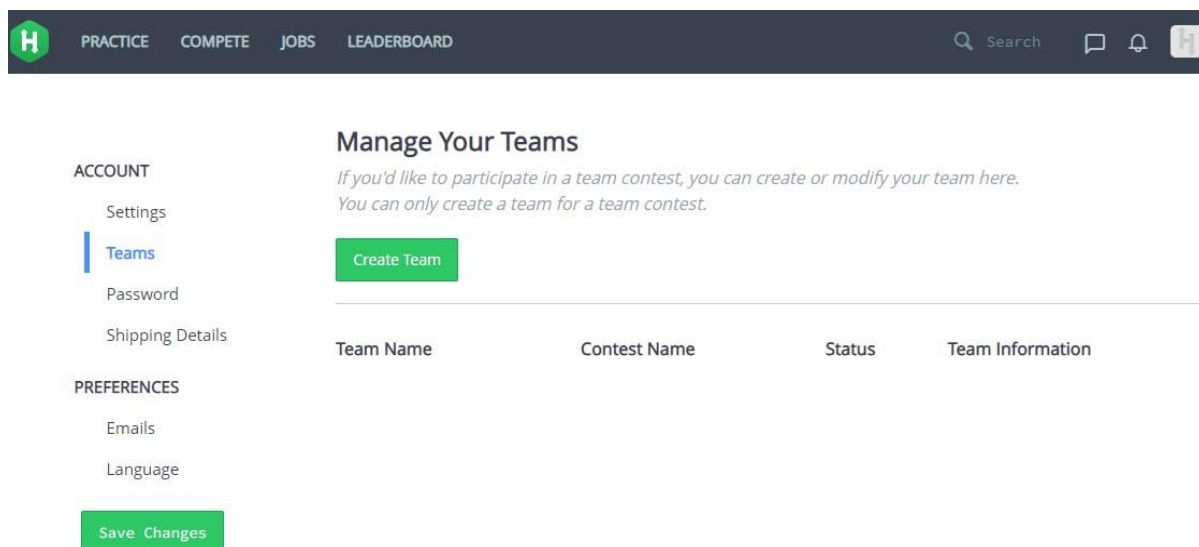 H PRACTICE COMPETE JOBS LEADERBOARD Search H
ACCOUNT
Settings
Teams
Password
Shipping Details
PREFERENCES
Emails
Language
Save Changes
Manage Your Teams
If you'd like to participate in a team contest, you can create or modify your team here.
You can only create a team for a team contest.
Create Team
Team Name Contest Name Status Team Information